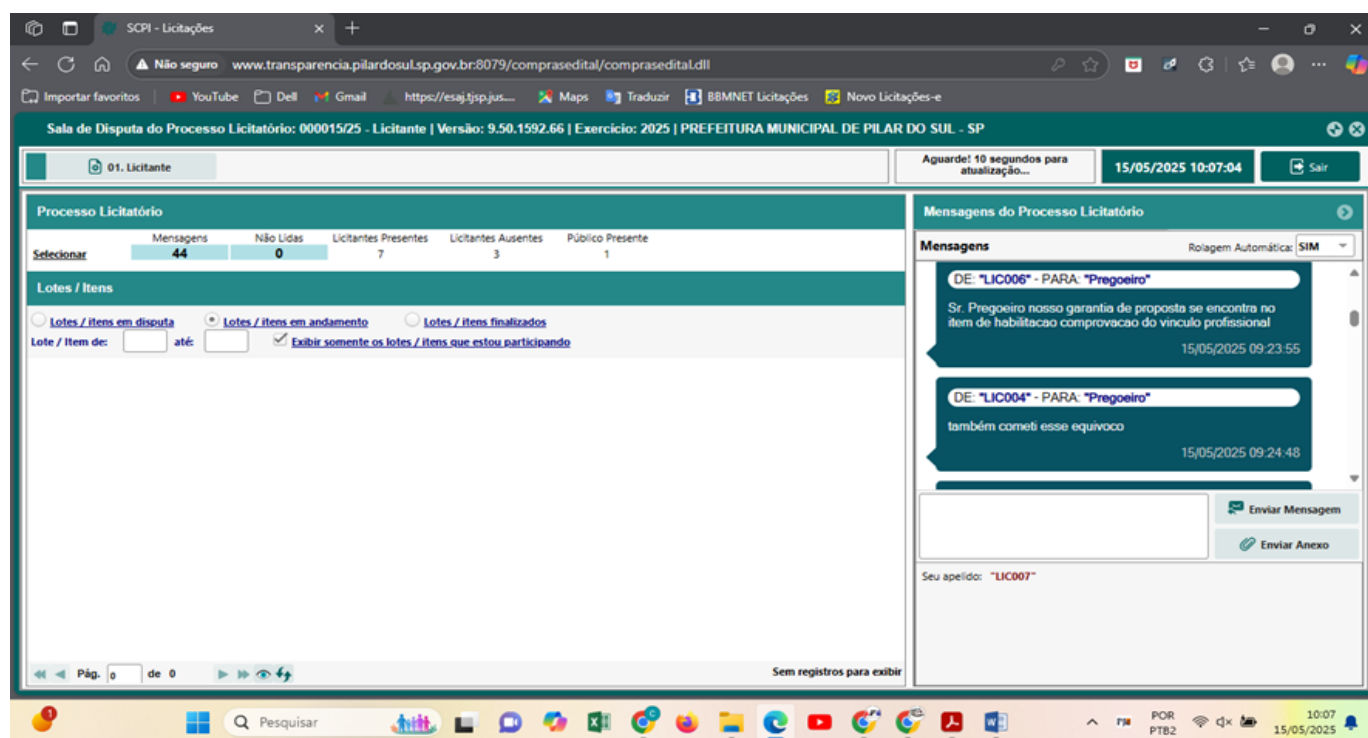 SCPI - Licitações
Não seguro www.transparencia.pilardosul.sp.gov.br:8079/comprasedital/comprasedital.dll
Importar favoritos YouTube Dell Gmail https://esaj.tjsp.jus.... Maps Traduzir BBMNET Licitações Novo Licitações-e
Sala de Disputa do Processo Licitatório: 000015/25 - Licitante | Versão: 9.50.1592.66 | Exercício: 2025 | PREFEITURA MUNICIPAL DE PILAR DO SUL - SP
01. Licitante
Aguarde! 10 segundos para
atualização...
15/05/2025 10:07:04
Sair
Processo Licitatório
Mensagens Não Lidas Licitantes Presentes Licitantes Ausentes Público Presente
Selecionar 44 0 7 3 1
Lotes / Itens
Lotes / itens em disputa Lotes / itens em andamento Lotes / itens finalizados
Lote / Item de: até: Exibir somente os lotes / itens que estou participando
Pág. 0 de 0
Sem registros para exibir
Mensagens do Processo Licitatório
Mensagens Rolagem Automática: SIM
DE: "LIC006" - PARA: "Pregoeiro"
Sr. Pregoeiro nosso garantia de proposta se encontra no
item de habilitacao comprovacao do vinculo profissional
15/05/2025 09:23:55
DE: "LIC004" - PARA: "Pregoeiro"
também cometi esse equivoco
15/05/2025 09:24:48
Enviar Mensagem
Enviar Anexo
Seu apelido: "LIC007"
1
Pesquisar
POR
PTB2
10:07
15/05/2025